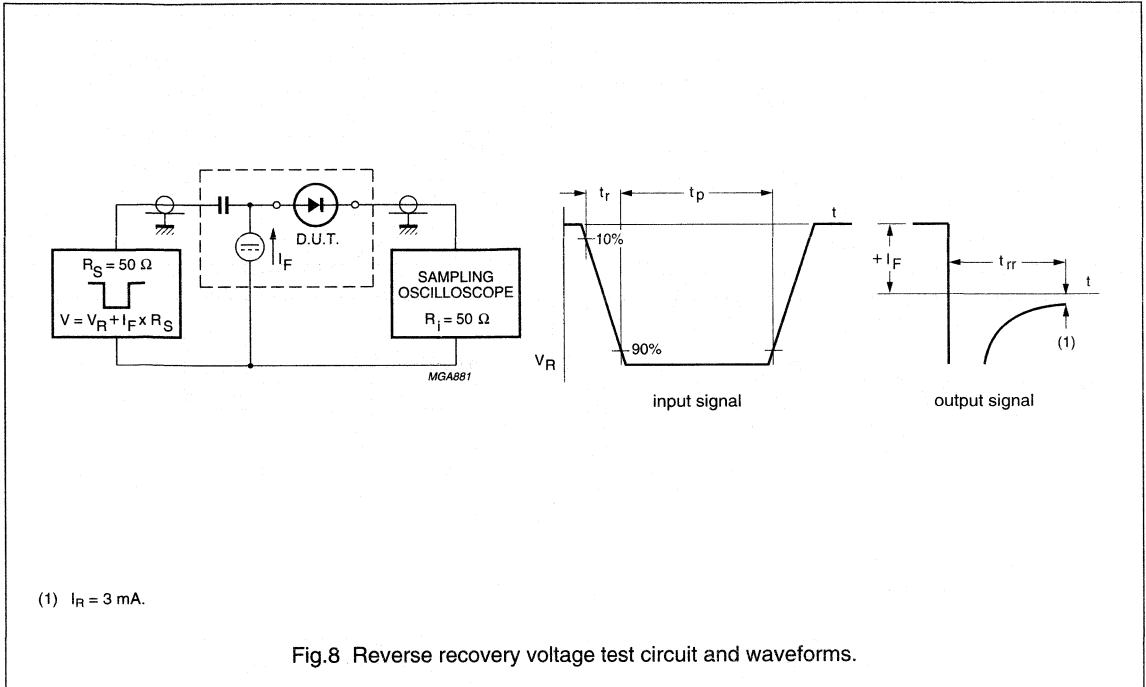 R_S = 50 Ω
V = V_R + I_F x R_S
I_F
D.U.T.
SAMPLING
OSCILLOSCOPE
R_i = 50 Ω
MGA881
t_r
t_p
t
10%
90%
V_R
input signal
+ I_F
t_rr
t
(1)
output signal
(1) I_R = 3 mA.
Fig.8 Reverse recovery voltage test circuit and waveforms.